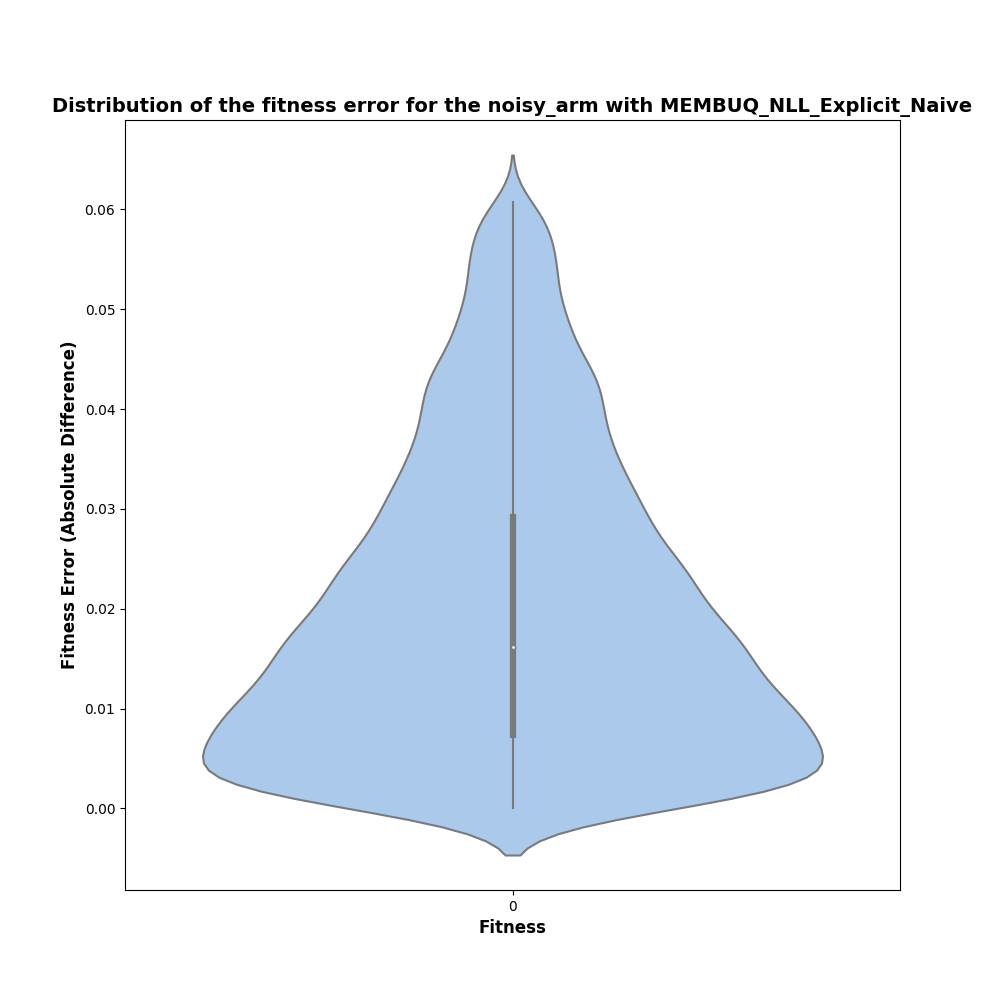 Distribution of the fitness error for the noisy_arm with MEMBUQ_NLL_Explicit_Naive
Fitness Error (Absolute Difference)
0.06
0.05
0.04
0.03
0.02
0.01
0.00
0
Fitness